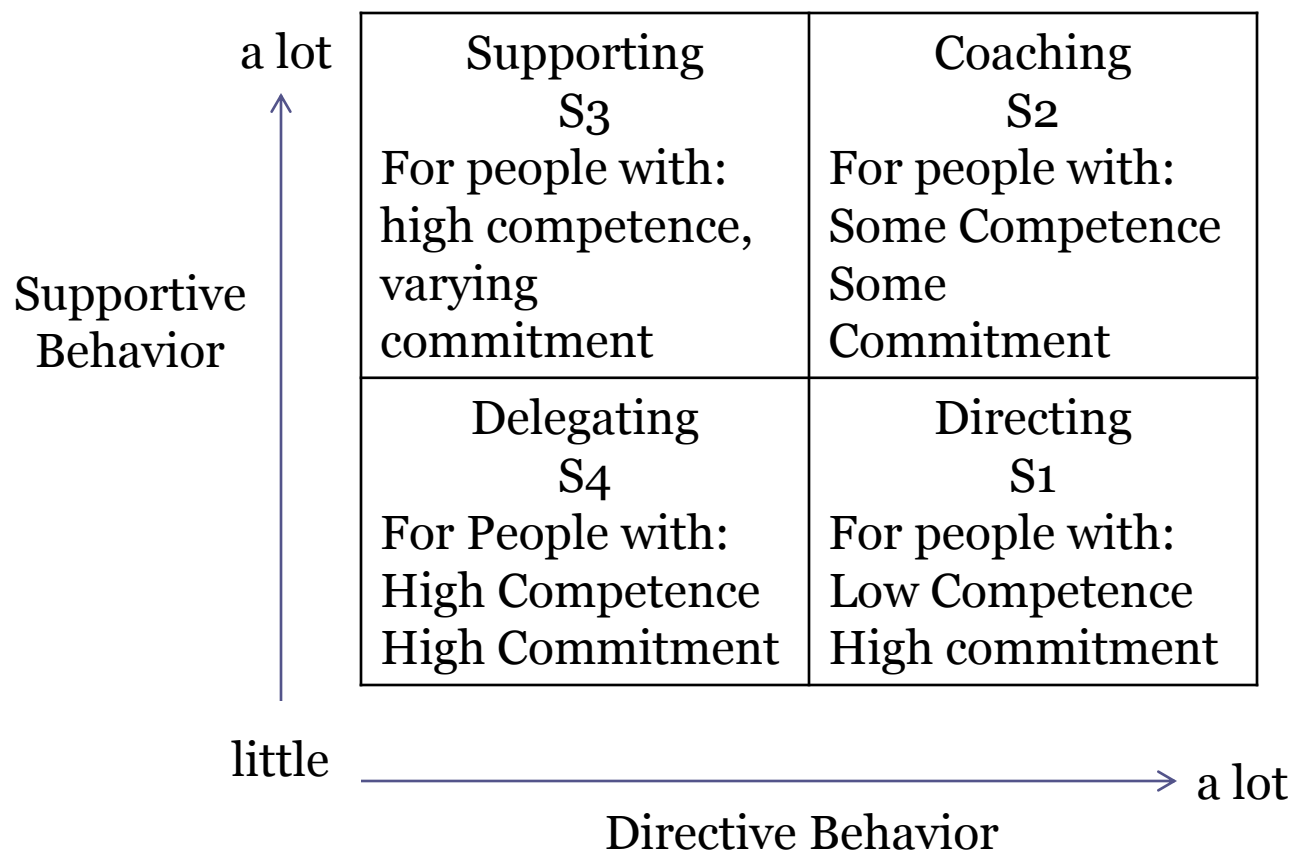 a lot
Supporting
S3
For people with:
high competence,
varying
commitment
Coaching
S2
For people with:
Some Competence
Some
Commitment
Supportive
Behavior
Delegating
S4
For People with:
High Competence
High Commitment
Directing
S1
For people with:
Low Competence
High commitment
little
a lot
Directive Behavior